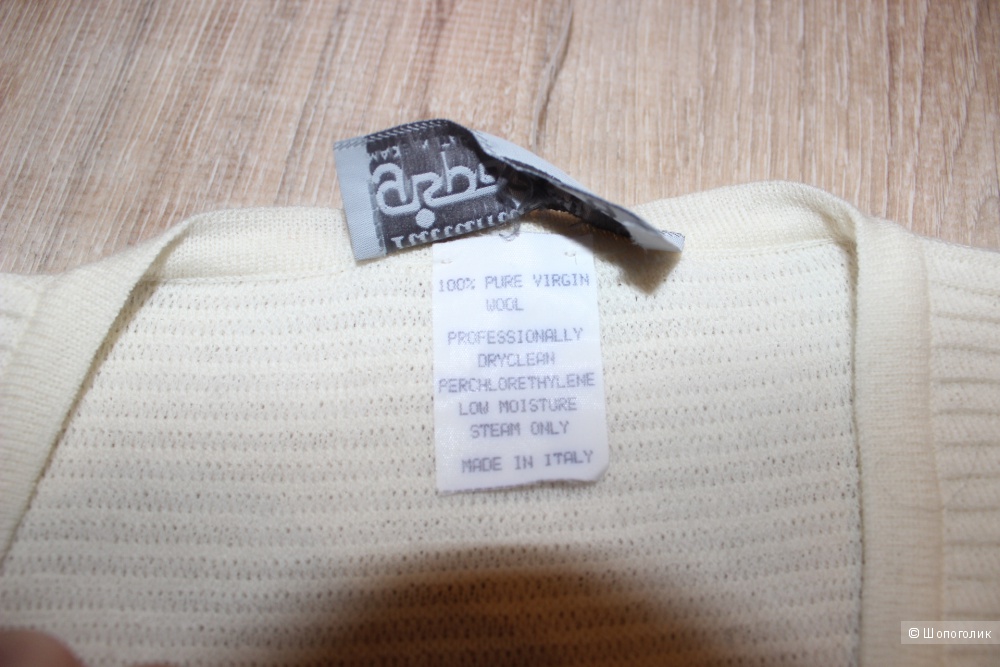 100% PURE VIRGIN
WOOL
PROFESSIONALLY
DRYCLEAN
PERCHLORETHYLENE
LOW MOISTURE
STEAM ONLY
MADE IN ITALY
© Шопоголик